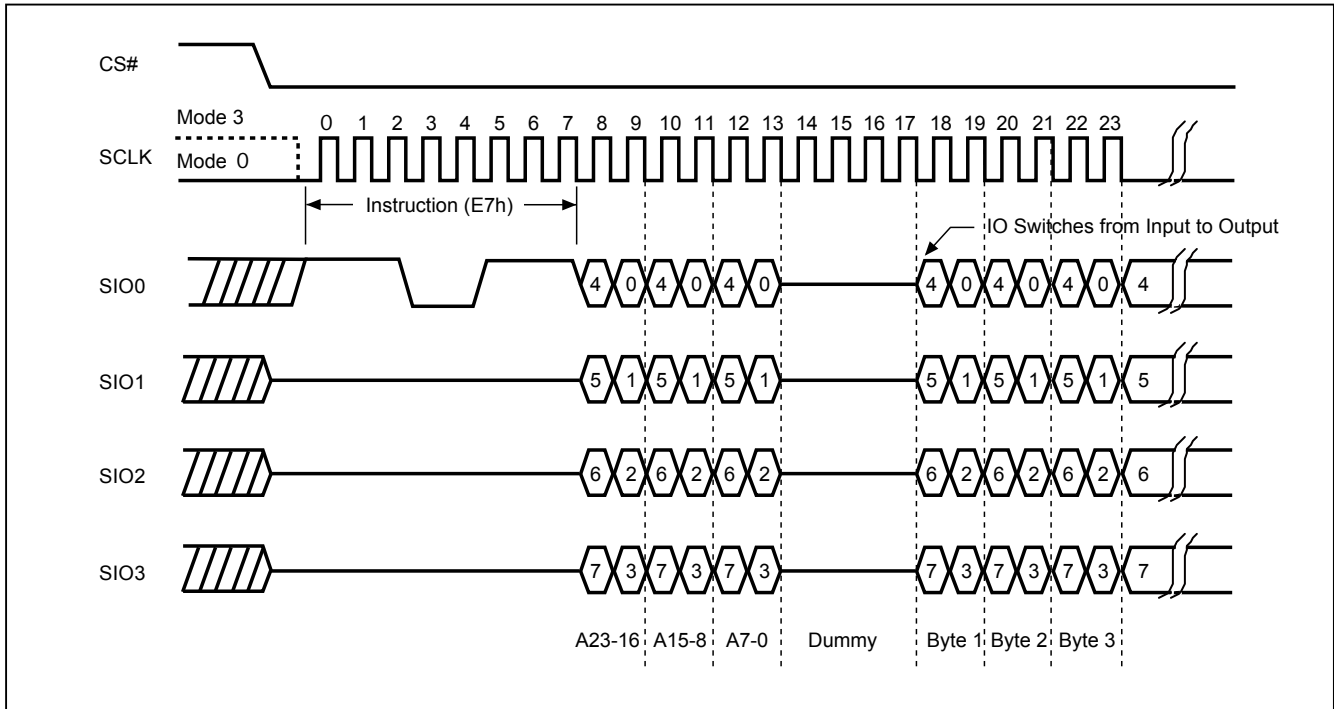 CS#
Mode 3
0 1 2 3 4 5 6 7 8 9 10 11 12 13 14 15 16 17 18 19 20 21 22 23
SCLK
Mode 0
Instruction (E7h)
IO Switches from Input to Output
SIO0
4 0 4 0 4 0 4 0 4 0 4 0 4
SIO1
5 1 5 1 5 1 5 1 5 1 5 1 5
SIO2
6 2 6 2 6 2 6 2 6 2 6 2 6
SIO3
7 3 7 3 7 3 7 3 7 3 7 3 7
A23-16 A15-8 A7-0 Dummy Byte 1 Byte 2 Byte 3